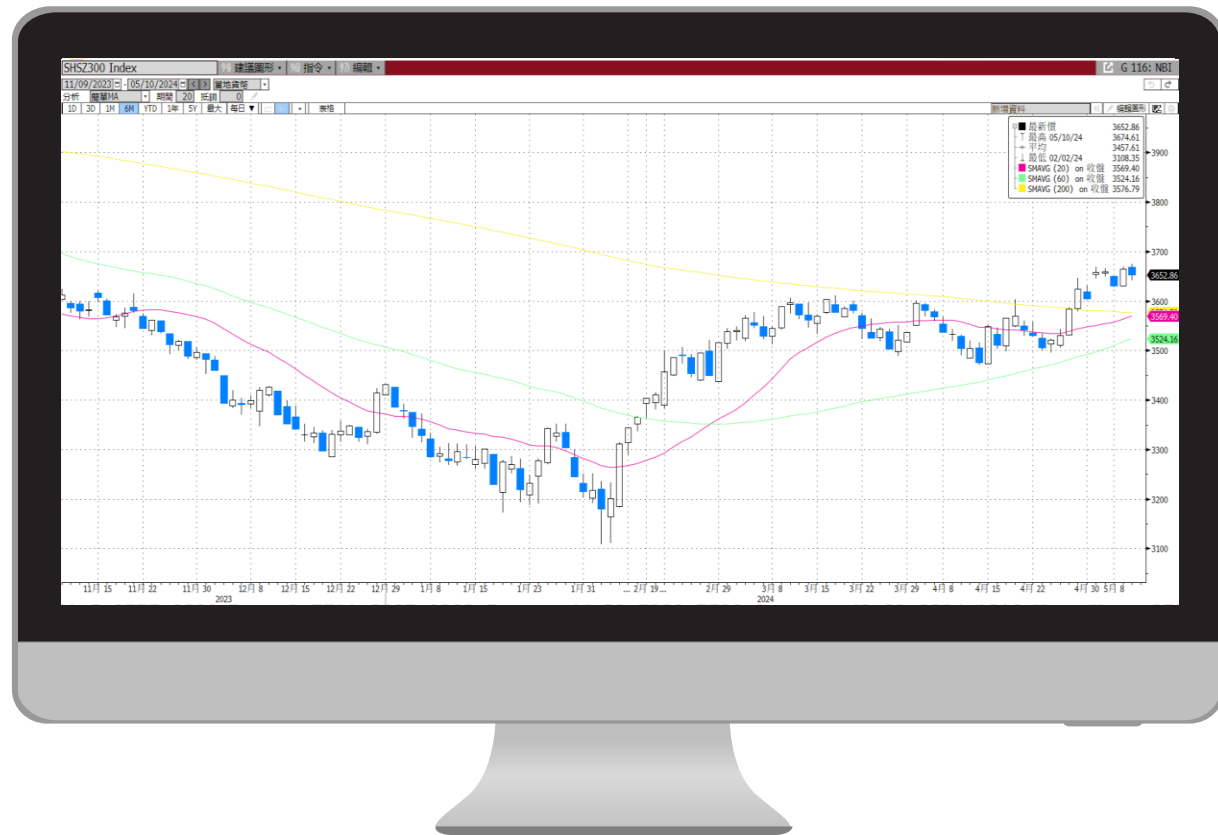 SHSZ300 Index 建議圖形 指令 編輯 G 116: NBI
11/09/2023 - 05/10/2024 當地貨幣
分析 簡單MA 期間 20 抵銷 0
1D 3D 1M 6M YTD 1年 5Y 最大 每日 ▼ 表格 新增資料 編輯圖形
最新價 3652.86
最高 05/10/24 3674.61
平均 3457.61
最低 02/02/24 3108.35
SMAVG (20) on 收盤 3569.40
SMAVG (60) on 收盤 3524.16
SMAVG (200) on 收盤 3576.79
3900
3800
3700
3652.86
3600
3569.40
3524.16
3500
3400
3300
3200
3100
11月 15 11月 22 11月 30 12月 8 12月 15 12月 22 12月 29 1月 8 1月 15 1月 23 1月 31 ... 2月 19... 2月 29 3月 8 3月 15 3月 22 3月 29 4月 8 4月 15 4月 22 4月 30 5月 8
2023 2024